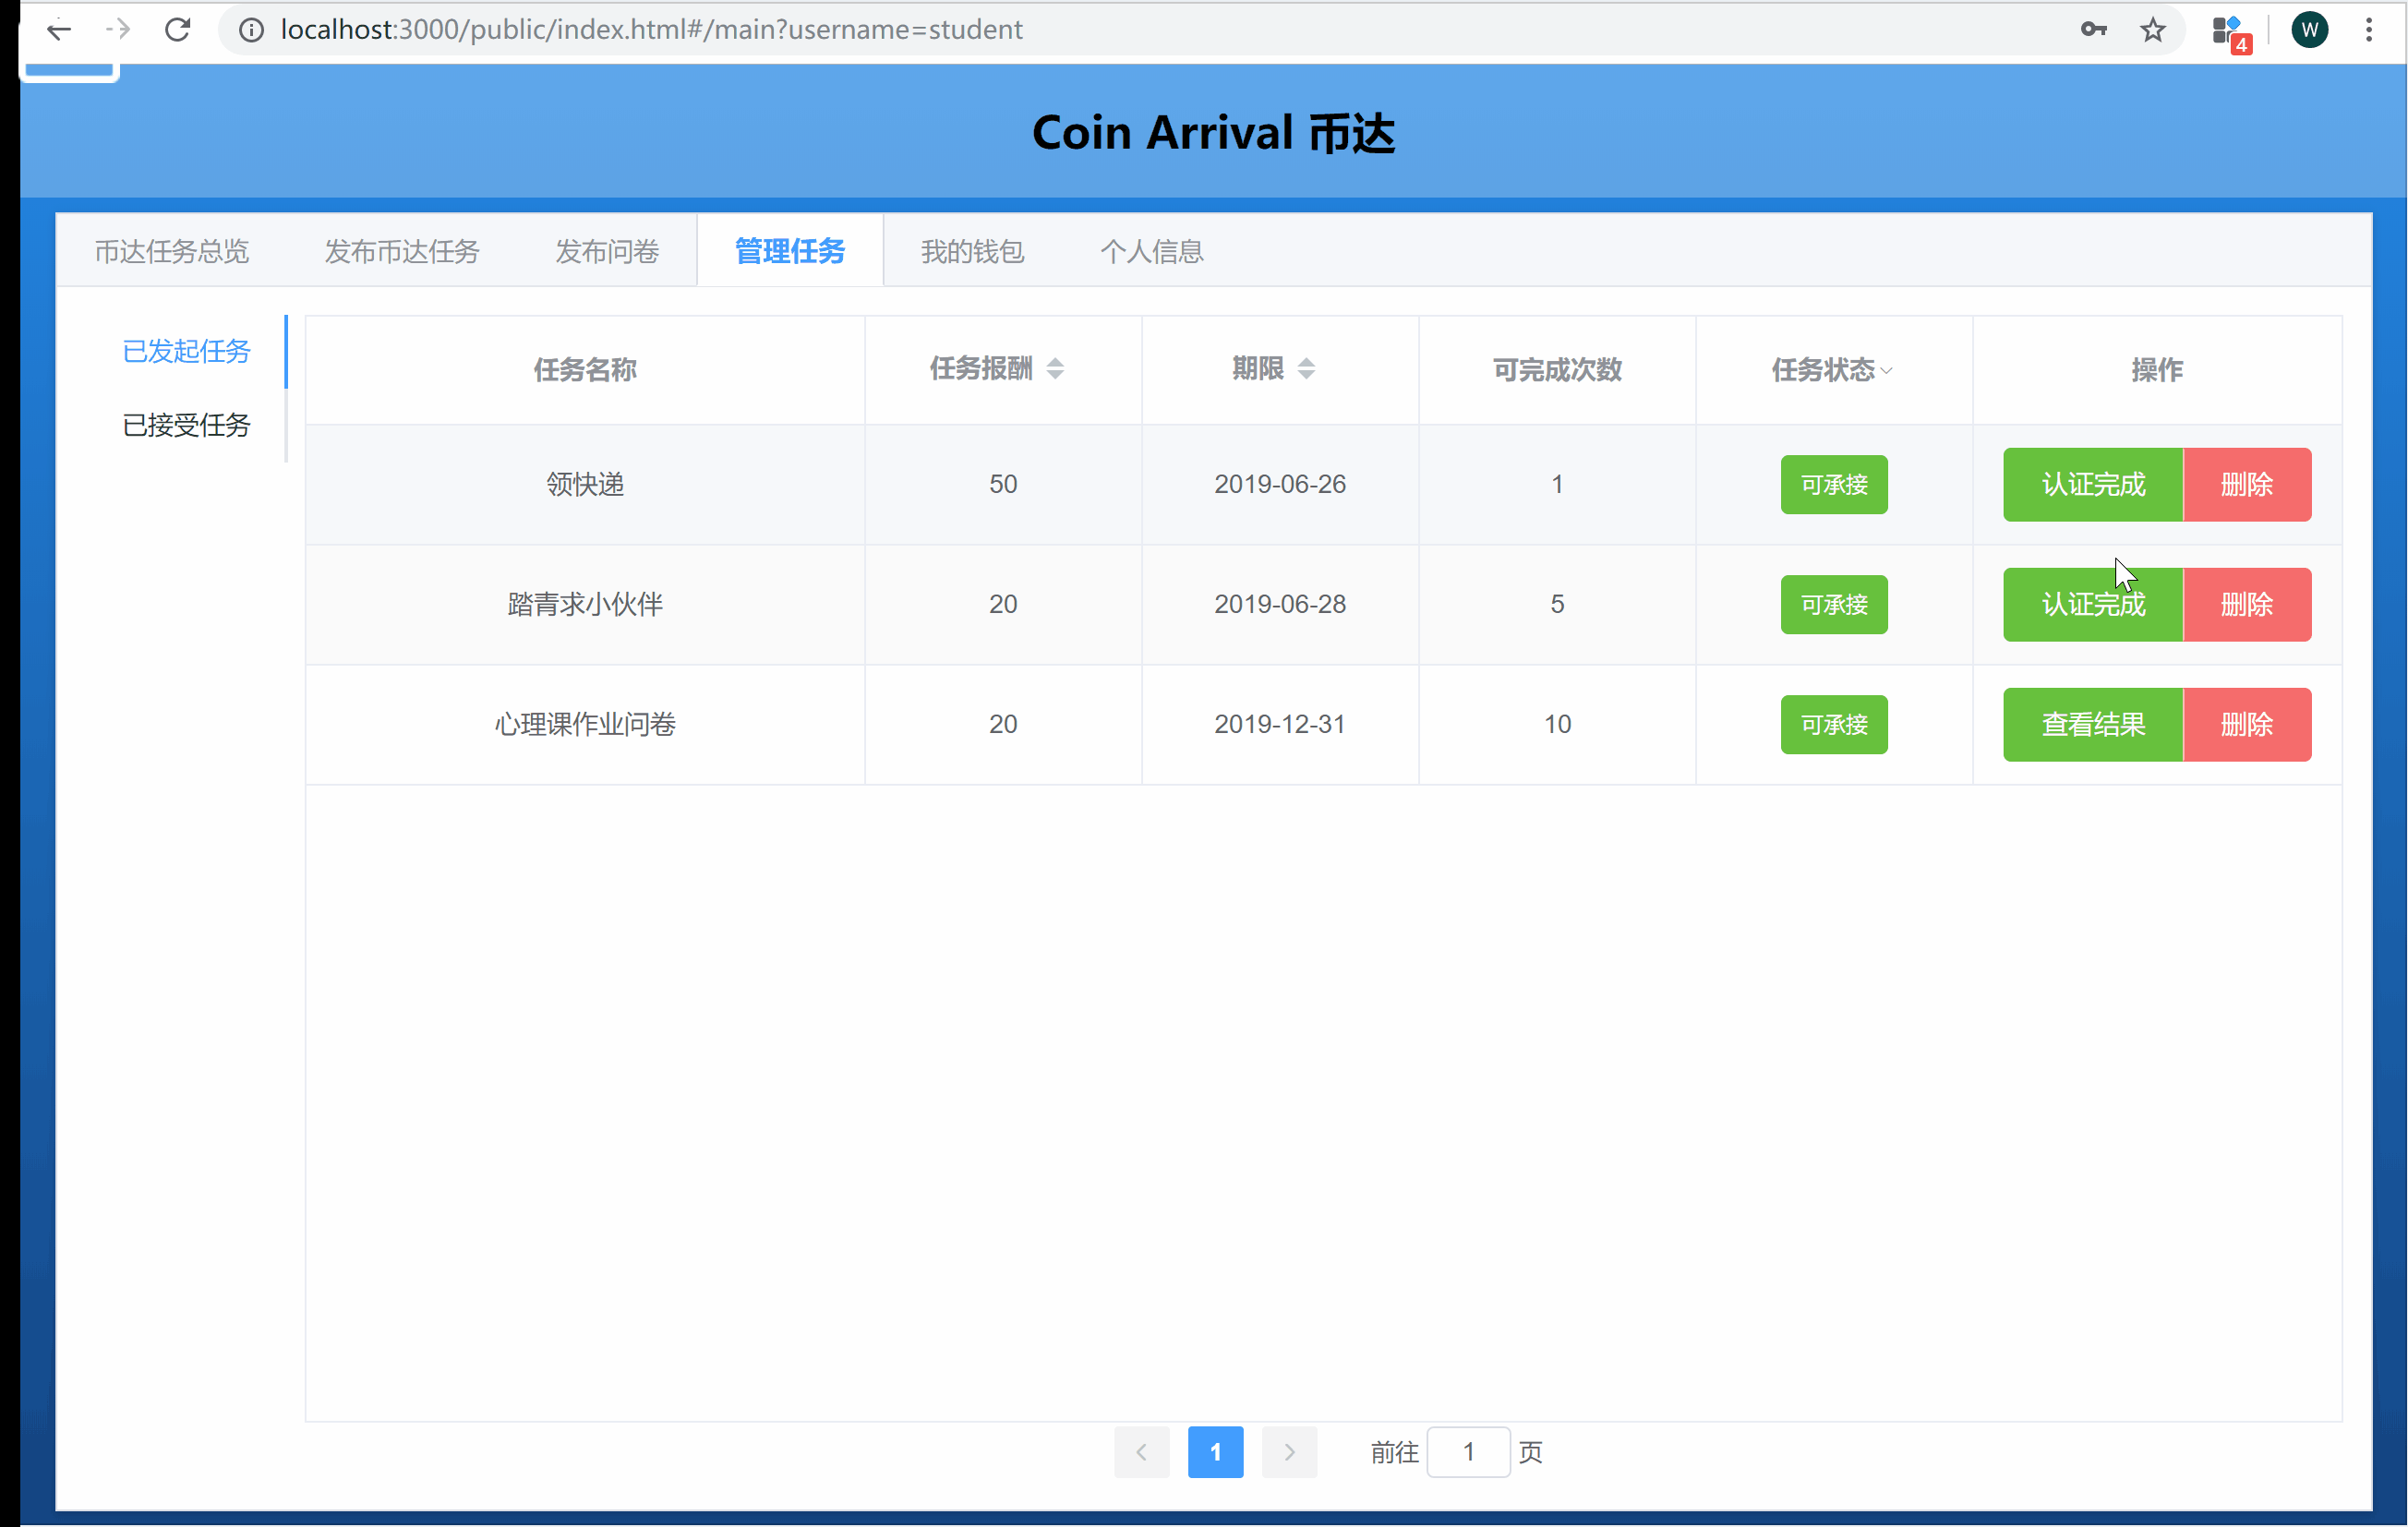 localhost:3000/public/index.html#/main?username=student
4
W
Coin Arrival 币达
币达任务总览 发布币达任务 发布问卷 管理任务 我的钱包 个人信息
已发起任务
已接受任务
任务名称 任务报酬 期限 可完成次数 任务状态 操作
领快递 50 2019-06-26 1 可承接 认证完成 删除
踏青求小伙伴 20 2019-06-28 5 可承接 认证完成 删除
心理课作业问卷 20 2019-12-31 10 可承接 查看结果 删除
1 前往 1 页